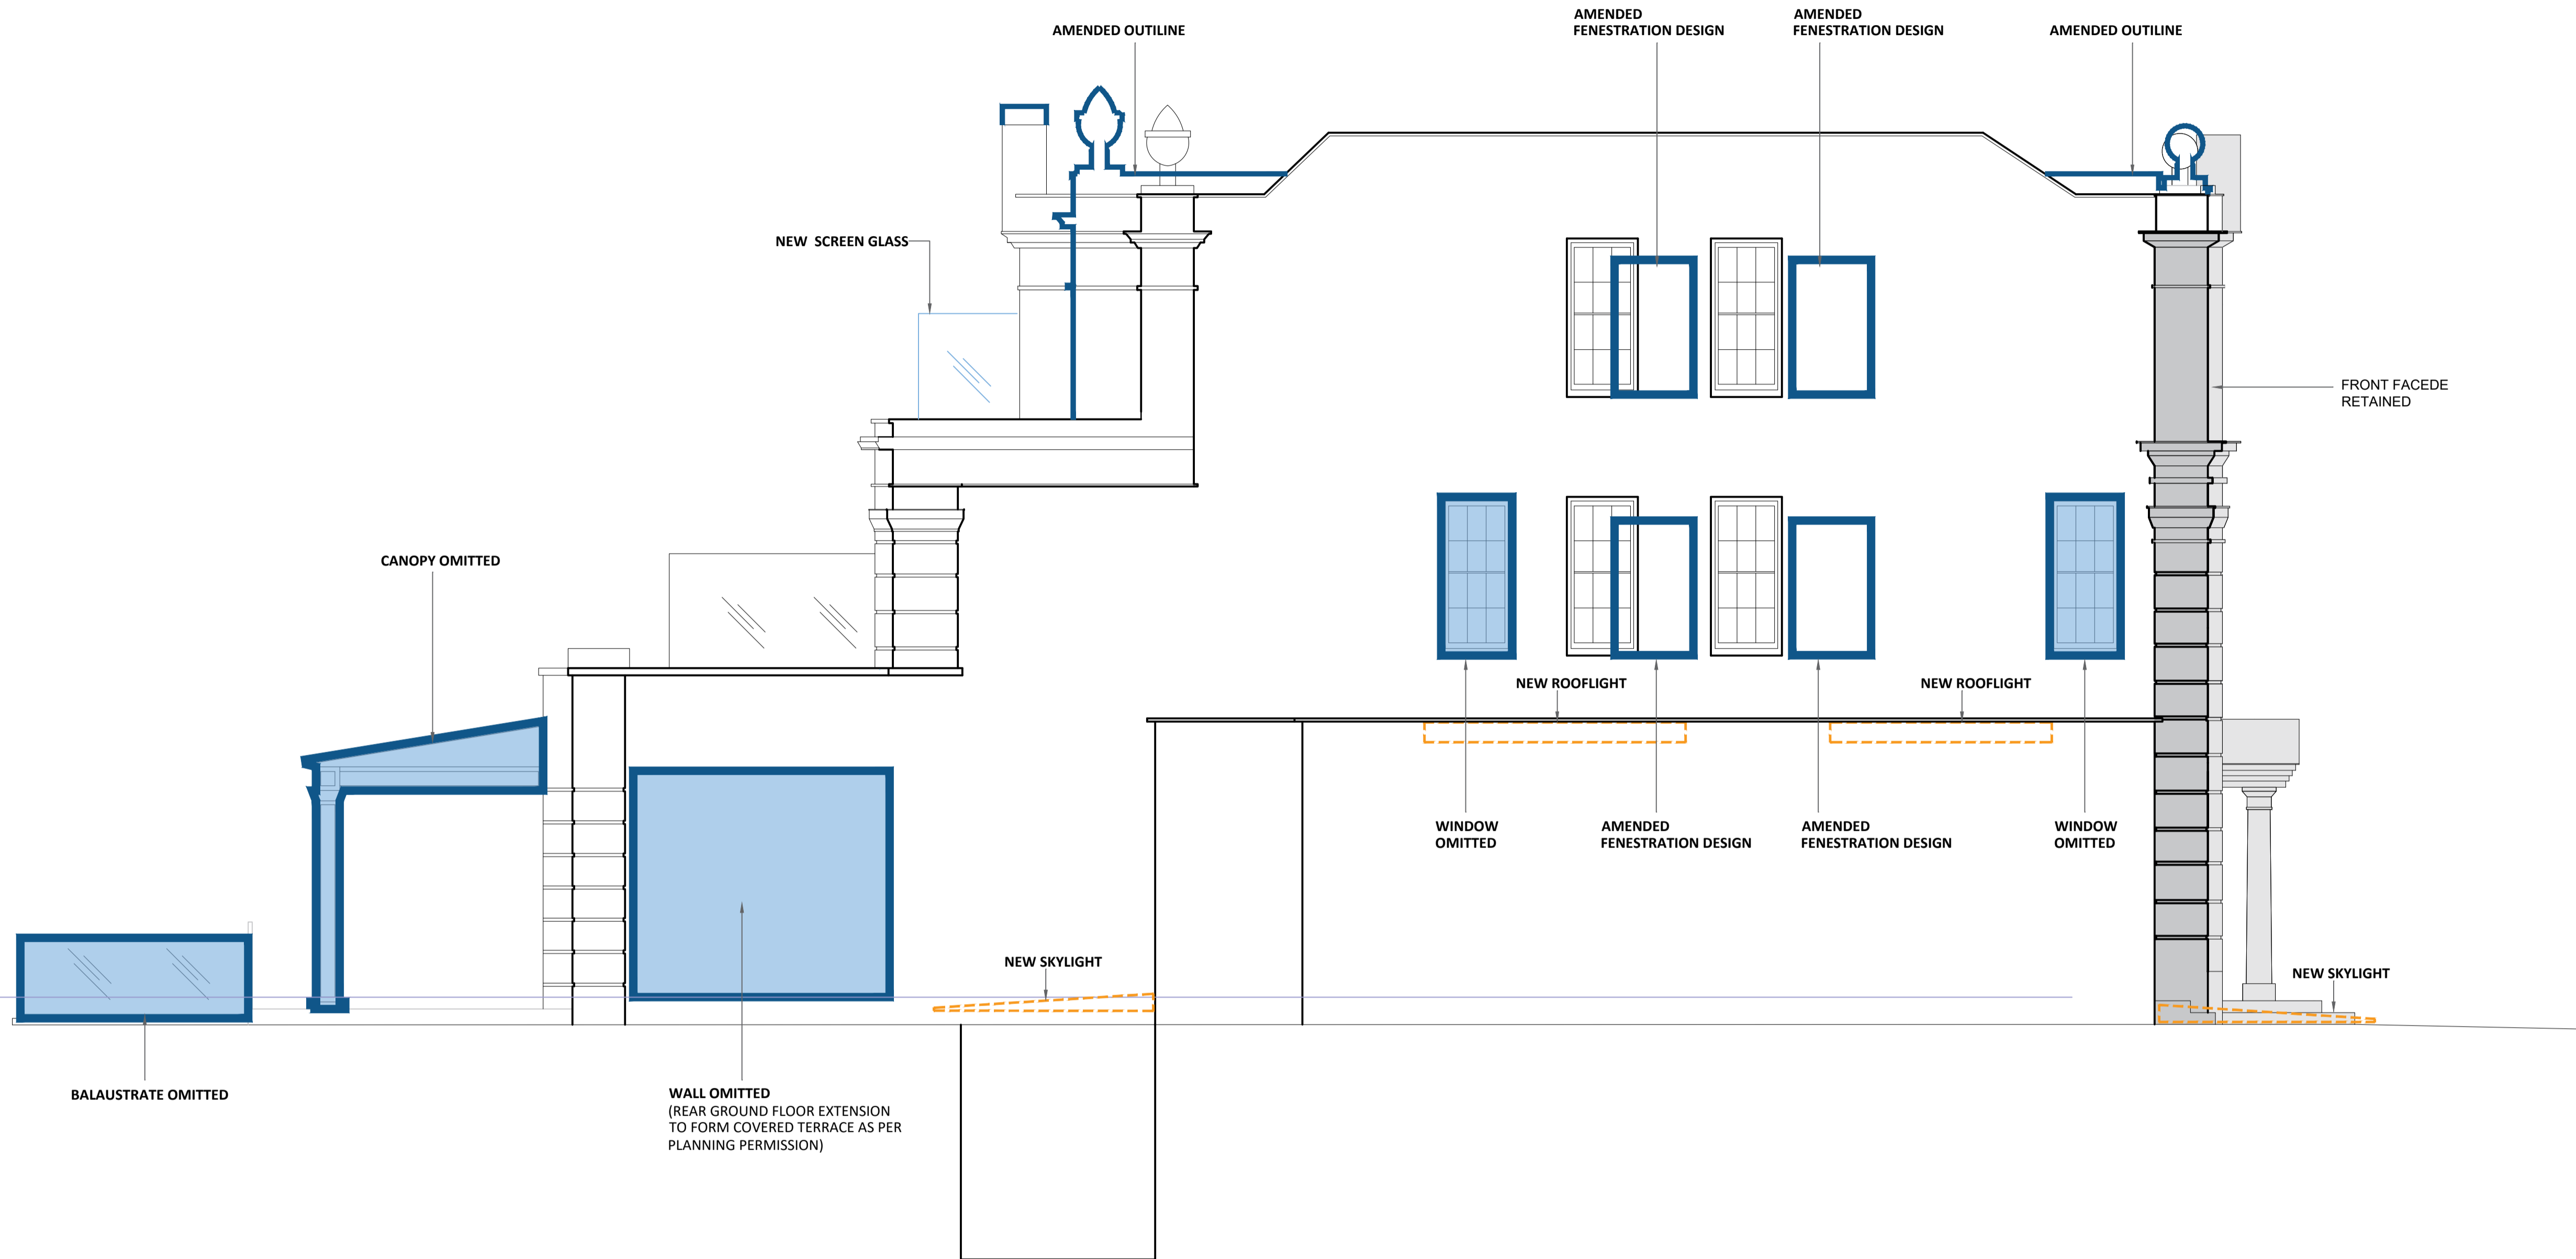 AMENDED OUTILINE
AMENDED
FENESTRATION DESIGN
AMENDED
FENESTRATION DESIGN
AMENDED OUTILINE
NEW SCREEN GLASS
FRONT FACEDE
RETAINED
CANOPY OMITTED
NEW ROOFLIGHT
NEW ROOFLIGHT
WINDOW
OMITTED
AMENDED
FENESTRATION DESIGN
AMENDED
FENESTRATION DESIGN
WINDOW
OMITTED
NEW SKYLIGHT
NEW SKYLIGHT
BALAUSTRATE OMITTED
WALL OMITTED
(REAR GROUND FLOOR EXTENSION
TO FORM COVERED TERRACE AS PER
PLANNING PERMISSION)